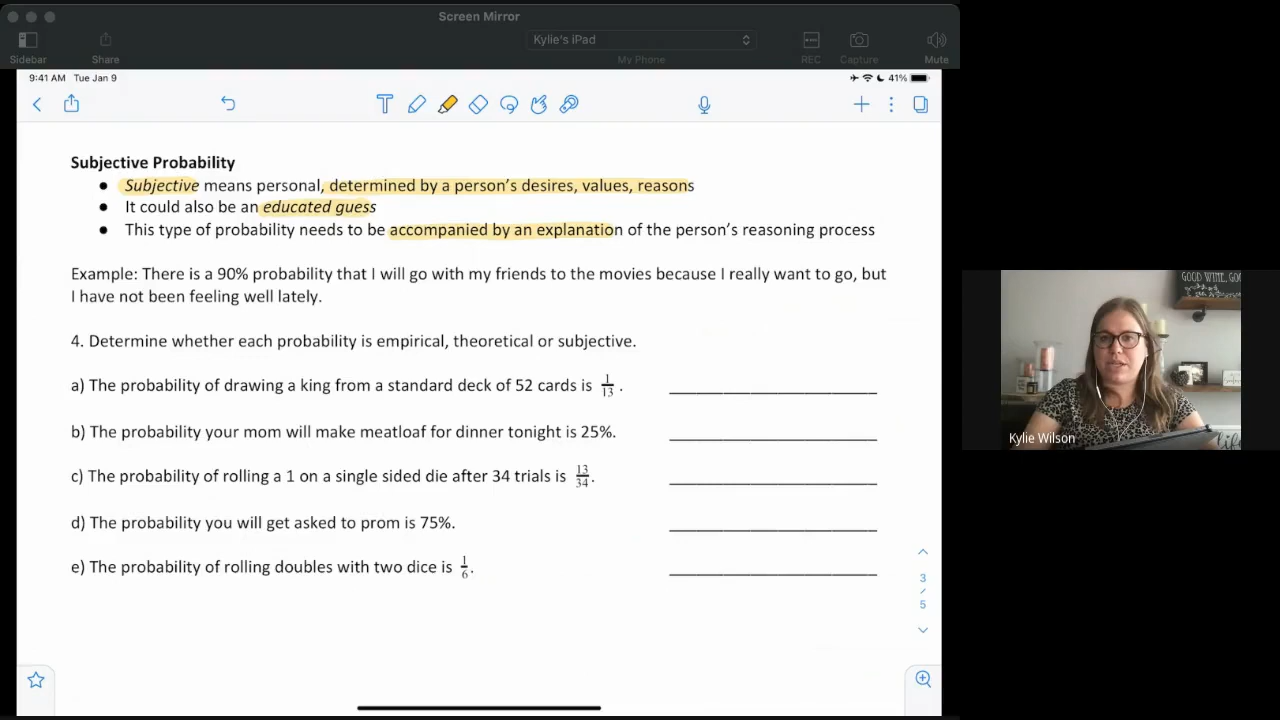 Screen Mirror
Kylie's iPad
Sidebar
Share
My Phone
REC
Capture
Mute
9:41 AM Tue Jan 9
41%
Subjective Probability
● Subjective means personal, determined by a person's desires, values, reasons
● It could also be an educated guess
● This type of probability needs to be accompanied by an explanation of the person's reasoning process
Example: There is a 90% probability that I will go with my friends to the movies because I really want to go, but
I have not been feeling well lately.
4. Determine whether each probability is empirical, theoretical or subjective.
a) The probability of drawing a king from a standard deck of 52 cards is 1/13 .
b) The probability your mom will make meatloaf for dinner tonight is 25%.
c) The probability of rolling a 1 on a single sided die after 34 trials is 13/34.
d) The probability you will get asked to prom is 75%.
e) The probability of rolling doubles with two dice is 1/6.
3
/
5
GOOD WINE, GOO
Kylie Wilson
life